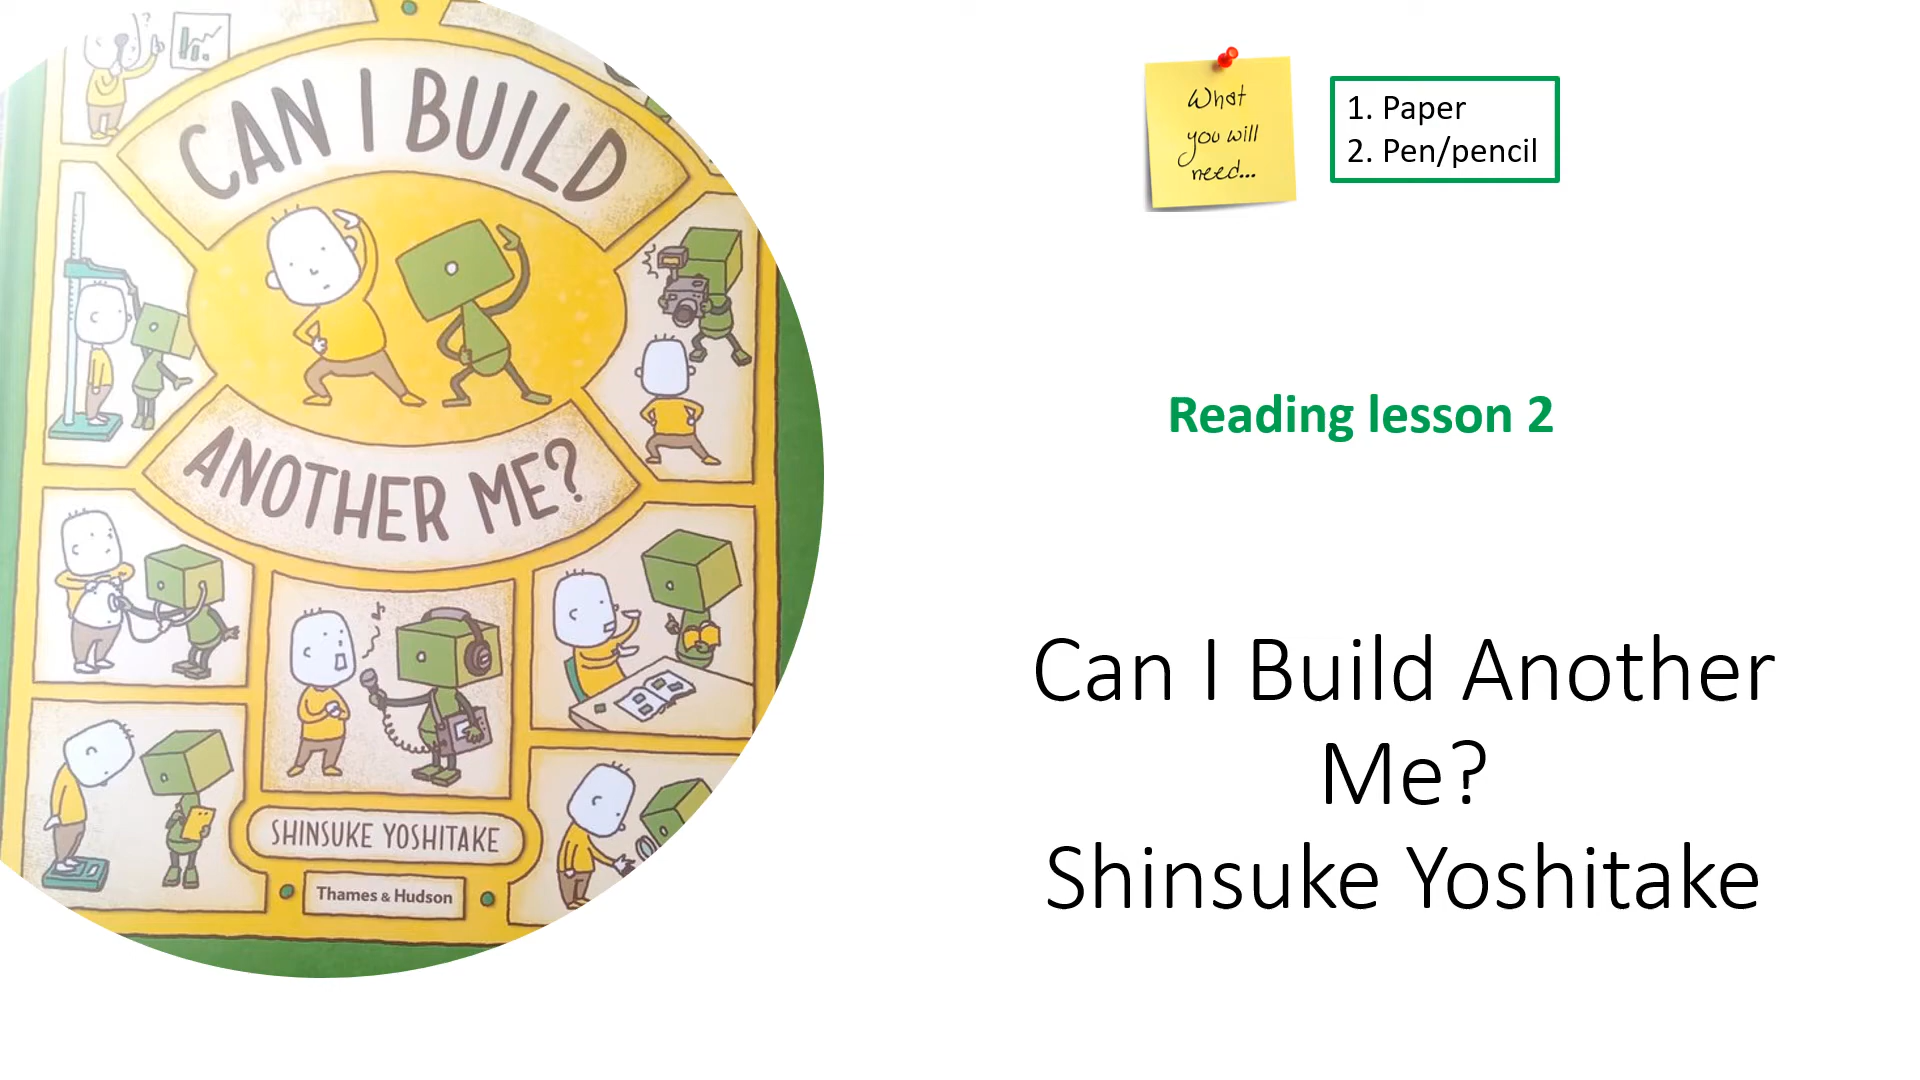 CAN I BUILD
ANOTHER ME?
SHINSUKE YOSHITAKE
Thames & Hudson
What
you will
need...
1. Paper
2. Pen/pencil
Reading lesson 2
Can I Build Another
Me?
Shinsuke Yoshitake